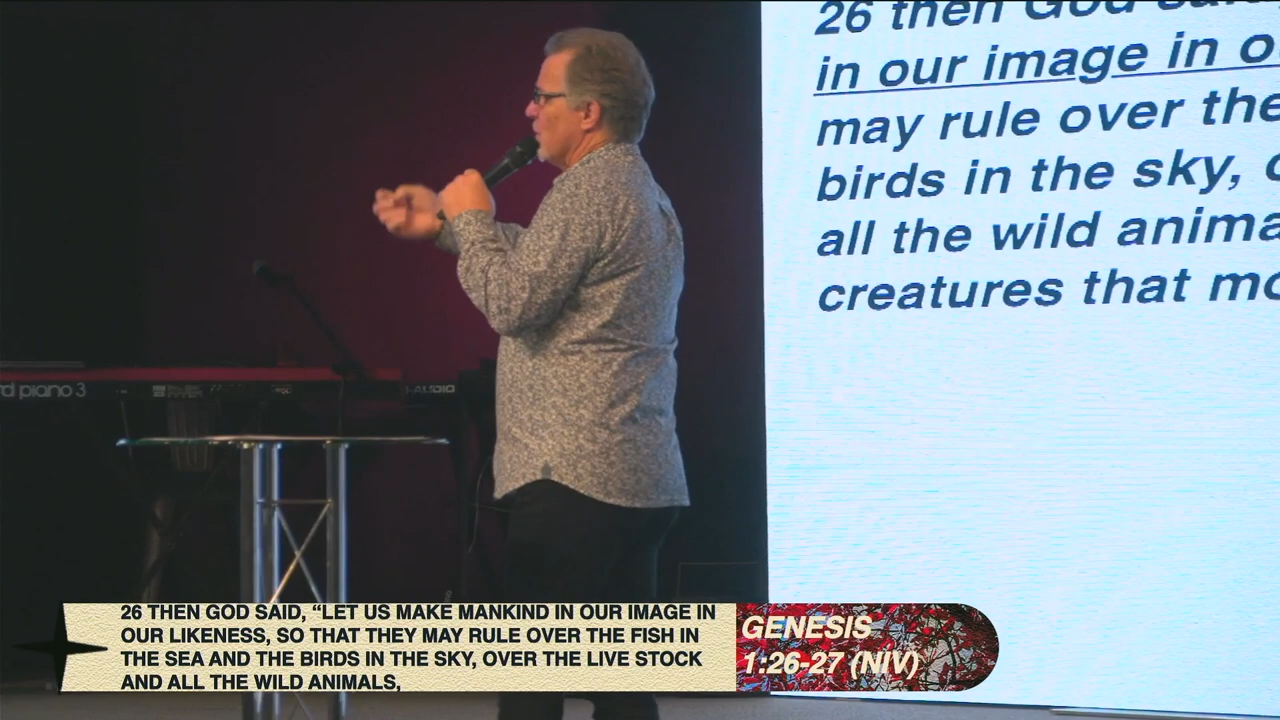 26 then God
in our image in o
may rule over the
birds in the sky,
all the wild anima
creatures that mo
piano 3
AUDIO
26 THEN GOD SAID, “LET US MAKE MANKIND IN OUR IMAGE IN
OUR LIKENESS, SO THAT THEY MAY RULE OVER THE FISH IN
THE SEA AND THE BIRDS IN THE SKY, OVER THE LIVE STOCK
AND ALL THE WILD ANIMALS,
GENESIS
1:26-27 (NIV)